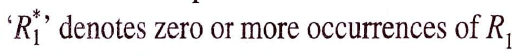 ‘R₁*’ denotes zero or more occurrences of R₁